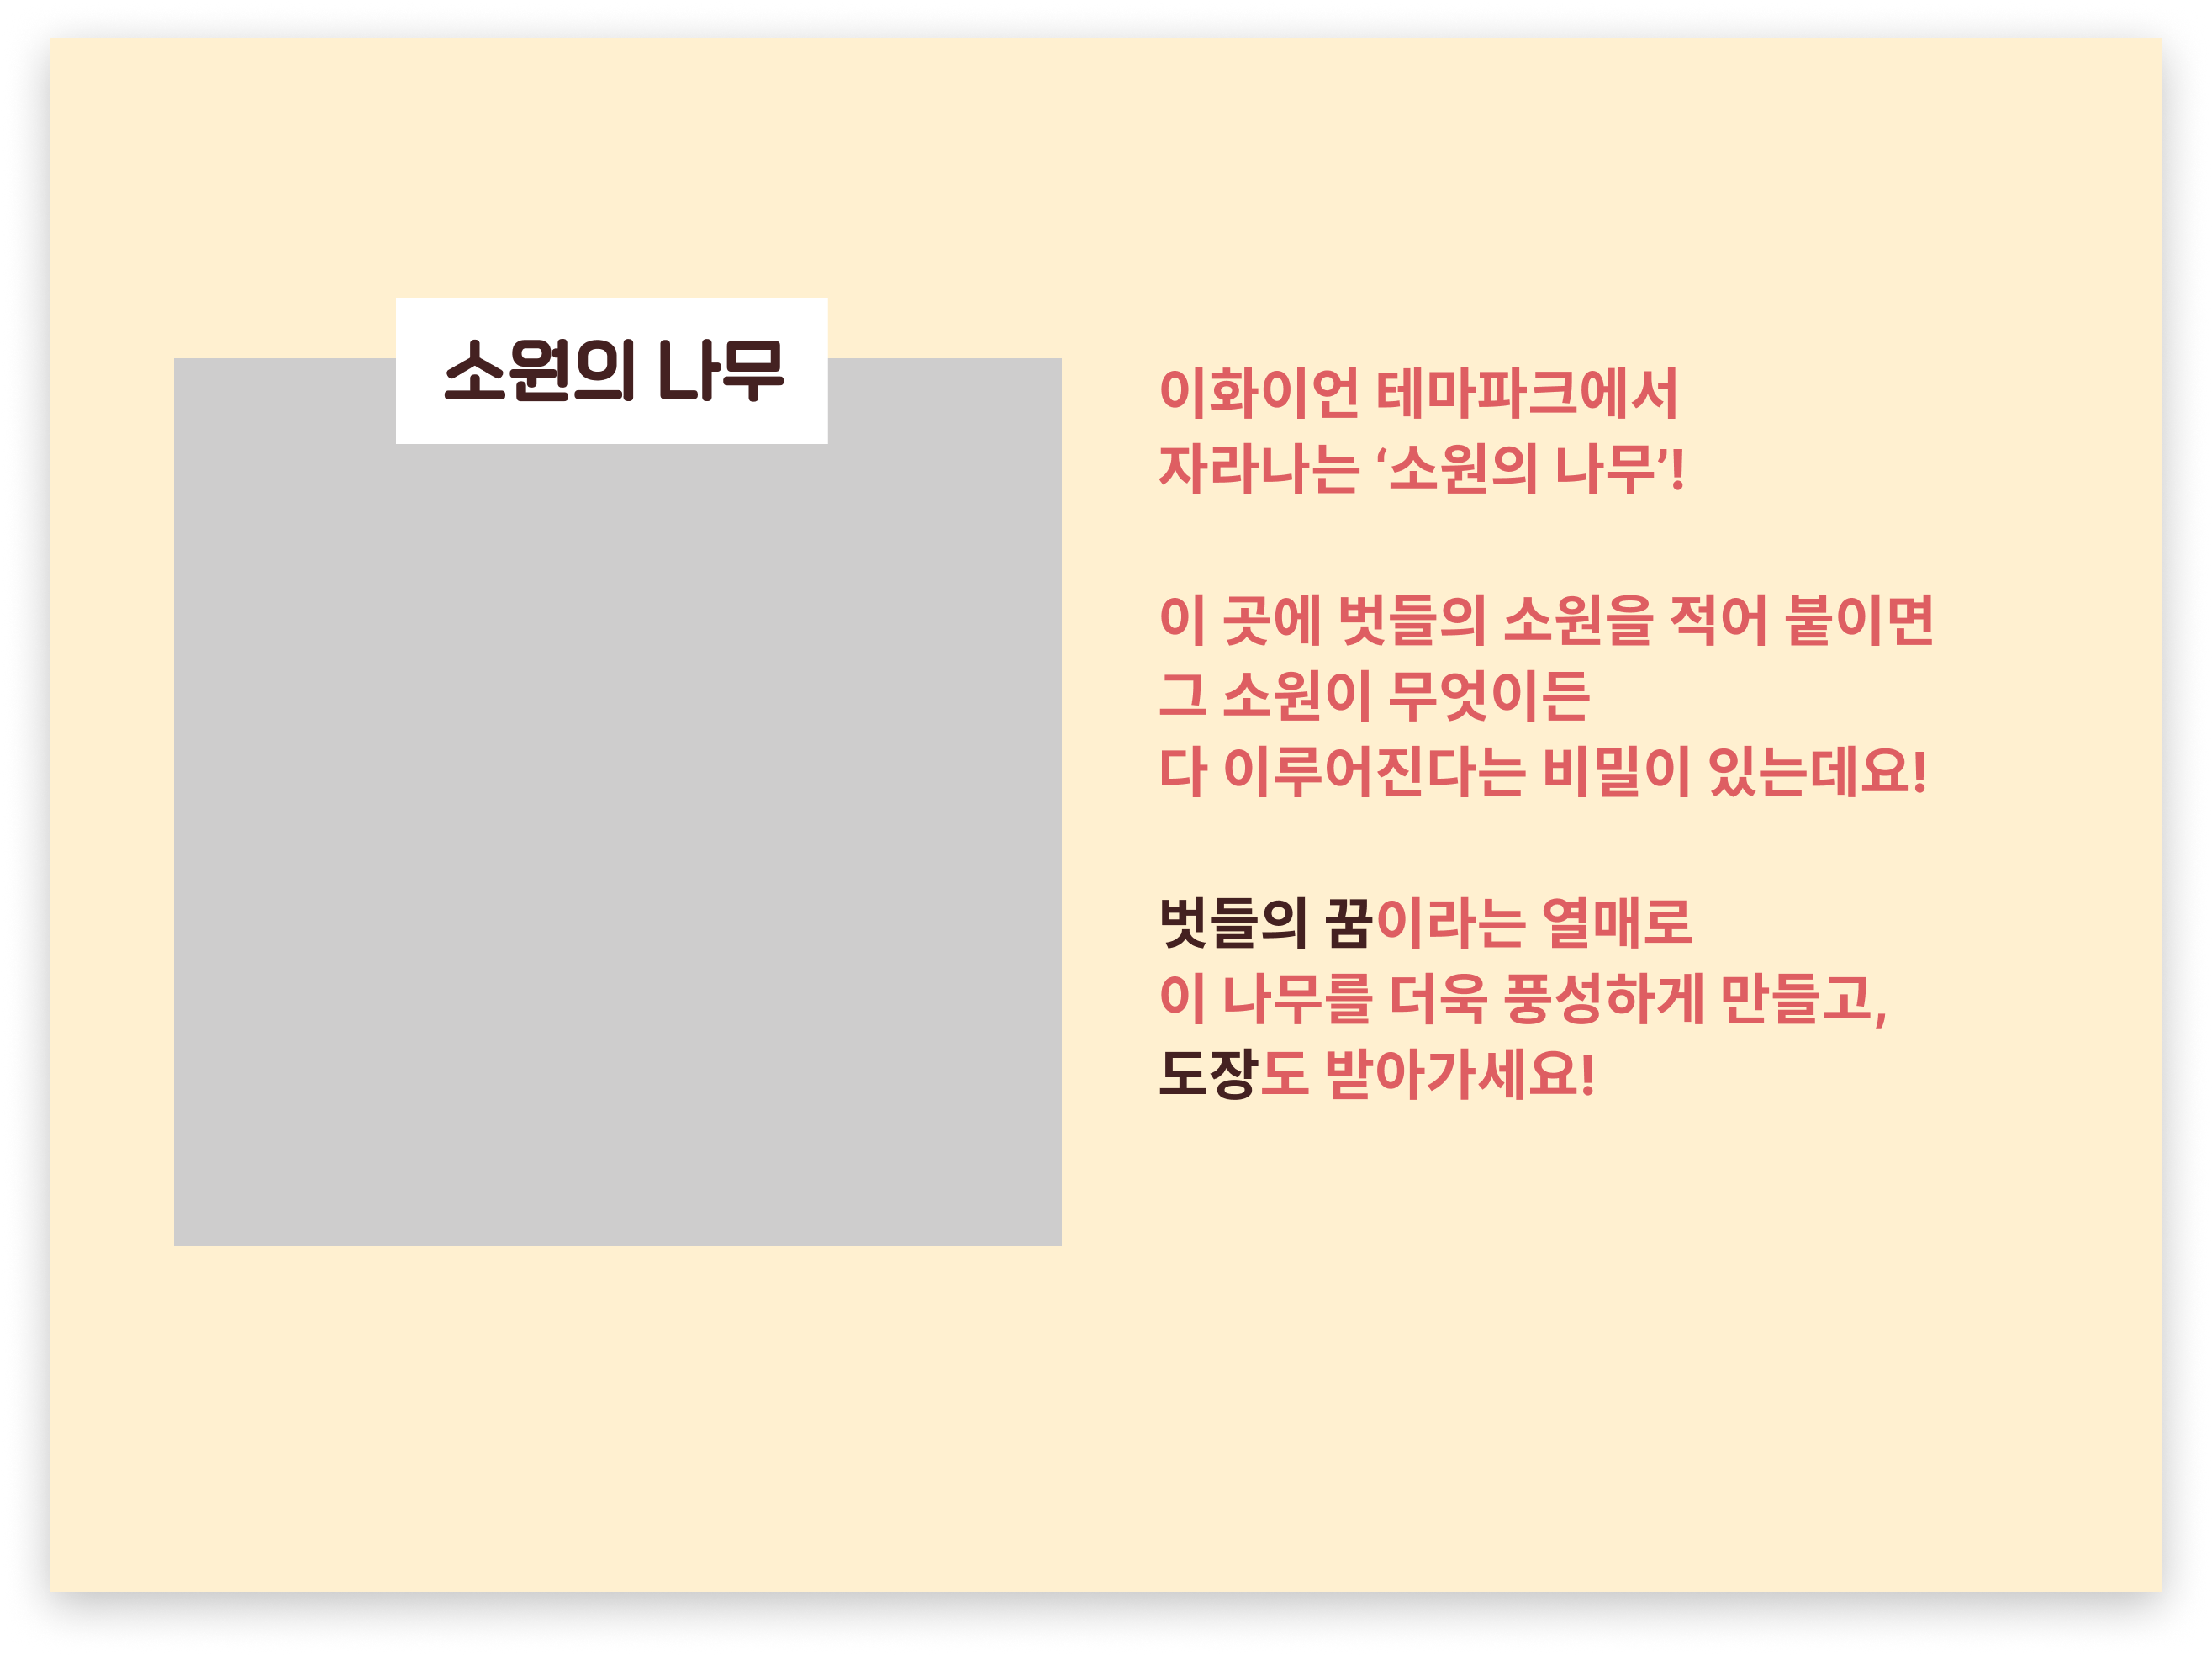 소원의 나무
이화이언 테마파크에서
자라나는 ‘소원의 나무’!
이 곳에 벗들의 소원을 적어 붙이면
그 소원이 무엇이든
다 이루어진다는 비밀이 있는데요!
벗들의 꿈이라는 열매로
이 나무를 더욱 풍성하게 만들고,
도장도 받아가세요!